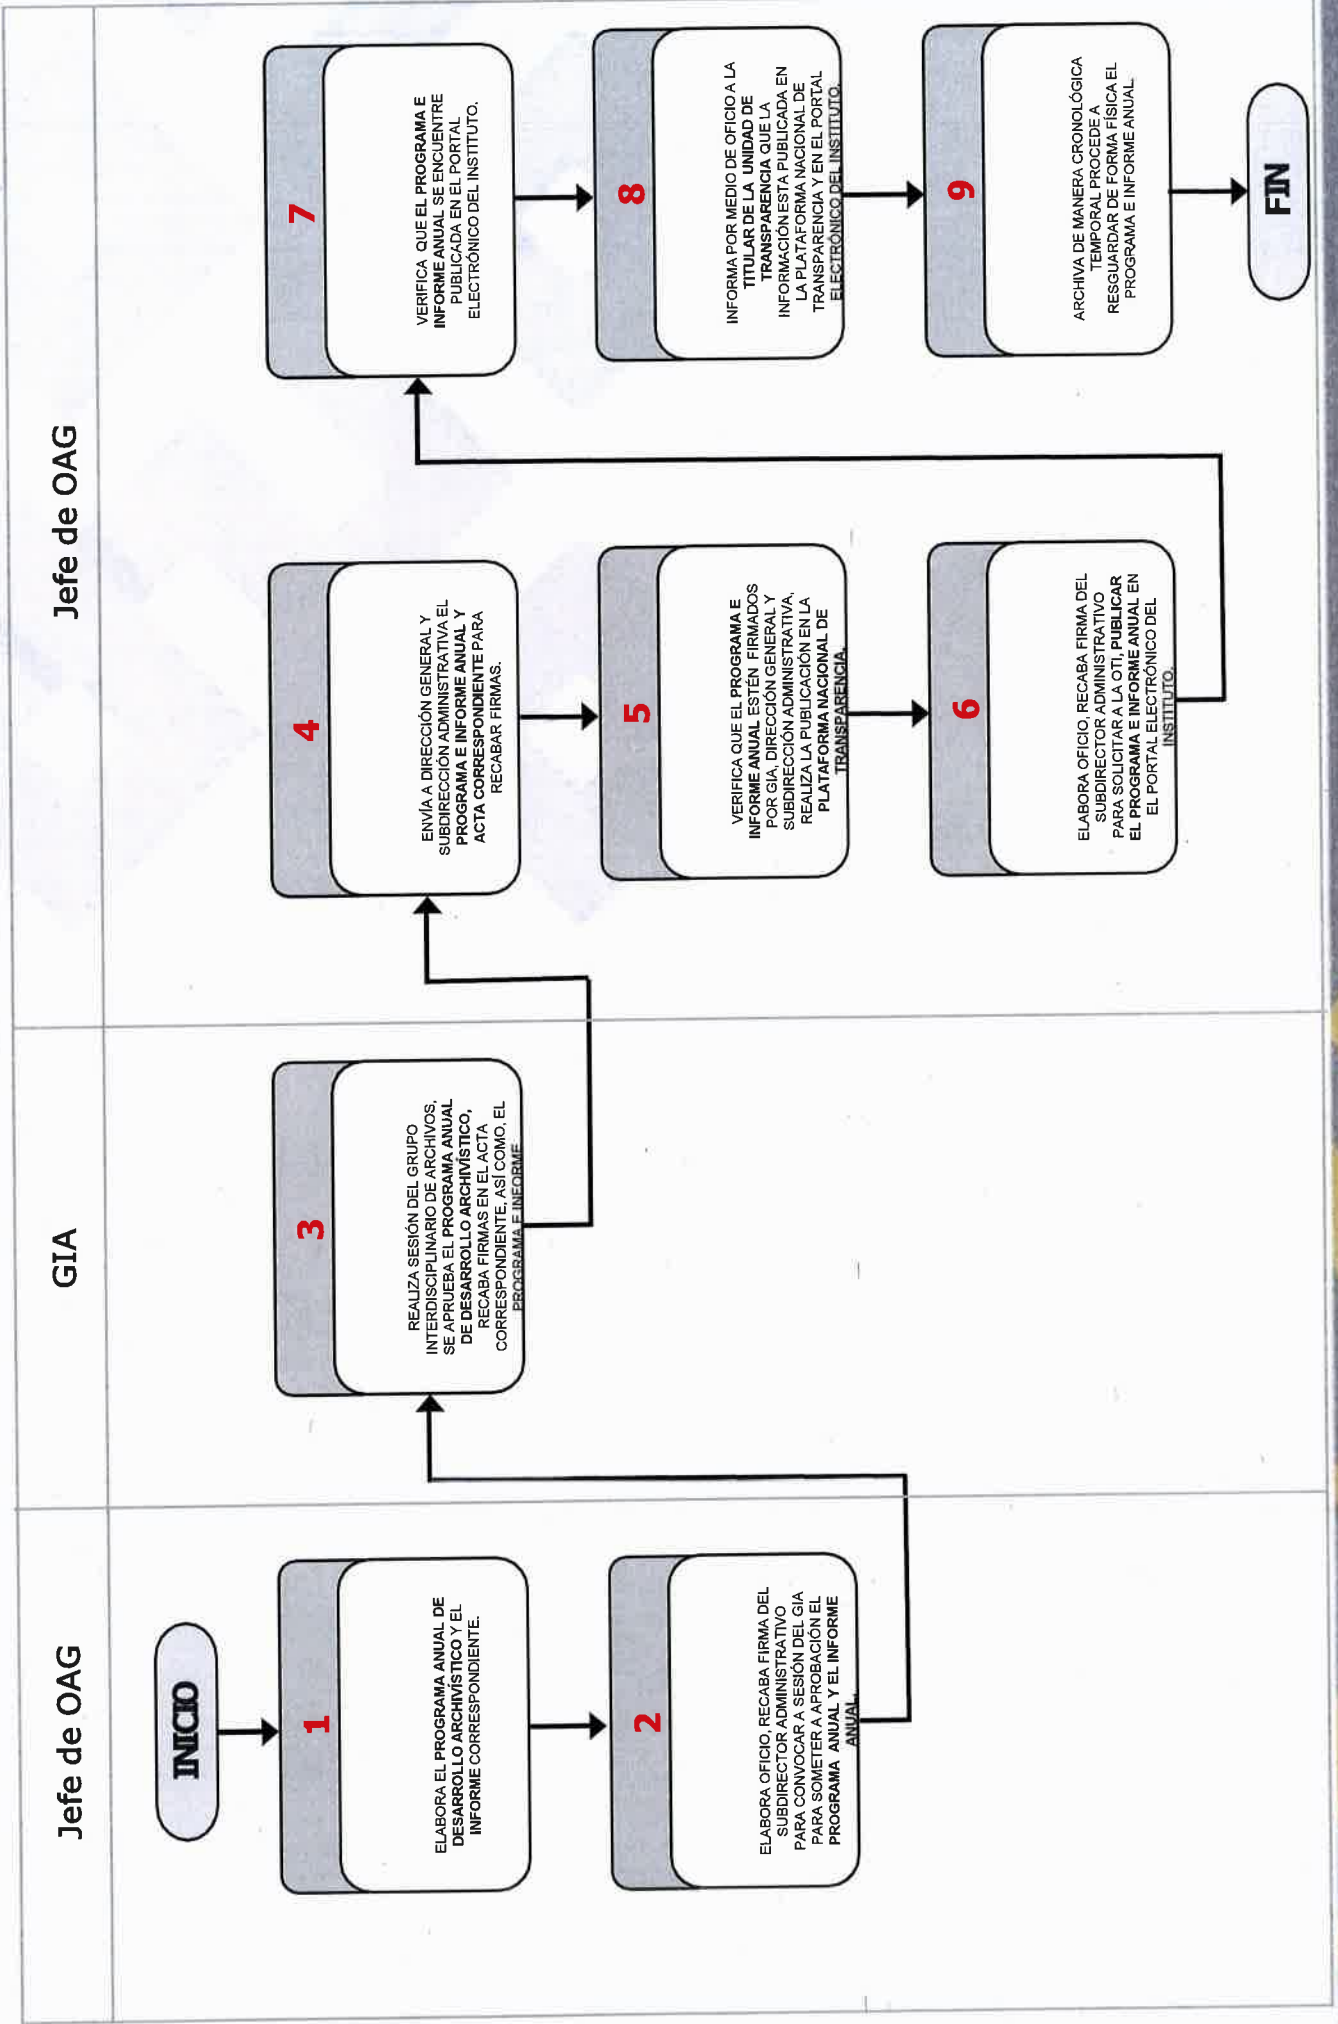 Jefe de OAG
GIA
Jefe de OAG
INICIO
1
ELABORA EL PROGRAMA ANUAL DE
DESARROLLO ARCHIVÍSTICO Y EL
INFORME CORRESPONDIENTE.
2
ELABORA OFICIO, RECABA FIRMA DEL
SUBDIRECTOR ADMINISTRATIVO
PARA CONVOCAR A SESIÓN DEL GIA
PARA SOMETER A APROBACIÓN EL
PROGRAMA ANUAL Y EL INFORME
ANUAL.
3
REALIZA SESIÓN DEL GRUPO
INTERDISCIPLINARIO DE ARCHIVOS,
SE APRUEBA EL PROGRAMA ANUAL
DE DESARROLLO ARCHIVÍSTICO,
RECABA FIRMAS EN EL ACTA
CORRESPONDIENTE, ASÍ COMO, EL
PROGRAMA E INFORME
4
ENVÍA A DIRECCIÓN GENERAL Y
SUBDIRECCIÓN ADMINISTRATIVA EL
PROGRAMA E INFORME ANUAL Y
ACTA CORRESPONDIENTE PARA
RECABAR FIRMAS.
5
VERIFICA QUE EL PROGRAMA E
INFORME ANUAL ESTÉN FIRMADOS
POR GIA, DIRECCIÓN GENERAL Y
SUBDIRECCIÓN ADMINISTRATIVA,
REALIZA LA PUBLICACIÓN EN LA
PLATAFORMA NACIONAL DE
TRANSPARENCIA.
6
ELABORA OFICIO, RECABA FIRMA DEL
SUBDIRECTOR ADMINISTRATIVO
PARA SOLICITAR A LA OTI, PUBLICAR
EL PROGRAMA E INFORME ANUAL EN
EL PORTAL ELECTRÓNICO DEL
INSTITUTO.
7
VERIFICA QUE EL PROGRAMA E
INFORME ANUAL SE ENCUENTRE
PUBLICADA EN EL PORTAL
ELECTRÓNICO DEL INSTITUTO.
8
INFORMA POR MEDIO DE OFICIO A LA
TITULAR DE LA UNIDAD DE
TRANSPARENCIA QUE LA
INFORMACIÓN ESTA PUBLICADA EN
LA PLATAFORMA NACIONAL DE
TRANSPARENCIA Y EN EL PORTAL
ELECTRÓNICO DEL INSTITUTO.
9
ARCHIVA DE MANERA CRONOLÓGICA
TEMPORAL PROCEDE A
RESGUARDAR DE FORMA FÍSICA EL
PROGRAMA E INFORME ANUAL.
FIN